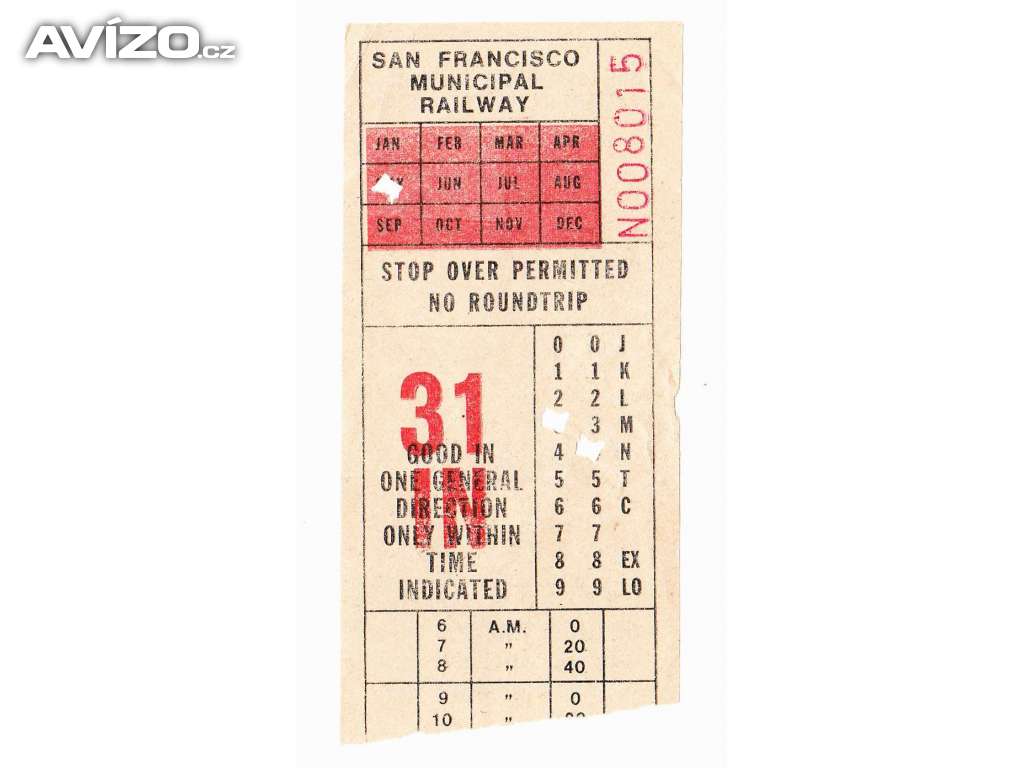 AVÍZO.cz
SAN FRANCISCO
MUNICIPAL
RAILWAY
N008015
JAN FEB MAR APR
JUN JUL AUG
SEP OCT NOV DEC
STOP OVER PERMITTED
NO ROUNDTRIP
31
IN
GOOD IN
ONE GENERAL
DIRECTION
ONLY WITHIN
TIME
INDICATED
0 0 J
1 1 K
2 2 L
3 M
4 N
5 5 T
6 6 C
7 7
8 8 EX
9 9 LO
6 A.M. 0
7 " 20
8 " 40
9 " 0
10 "